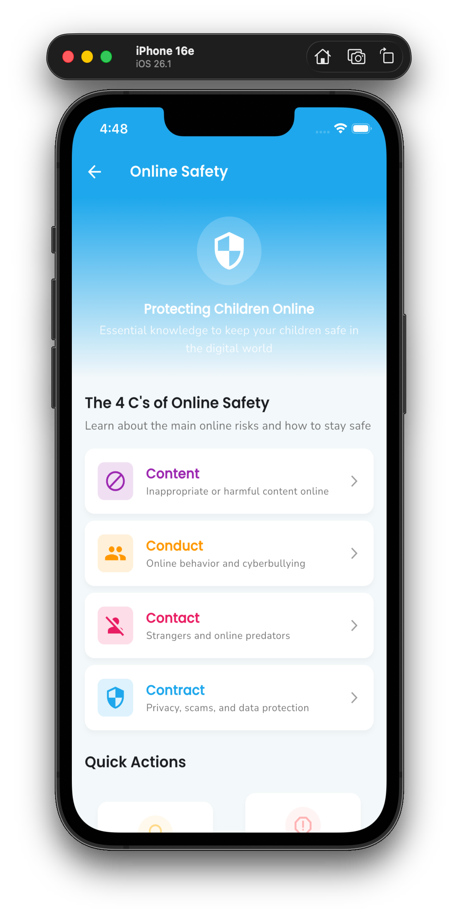 iPhone 16e
iOS 26.1
4:48
Online Safety
Protecting Children Online
Essential knowledge to keep your children safe in
the digital world
The 4 C's of Online Safety
Learn about the main online risks and how to stay safe
Content
Inappropriate or harmful content online
Conduct
Online behavior and cyberbullying
Contact
Strangers and online predators
Contract
Privacy, scams, and data protection
Quick Actions